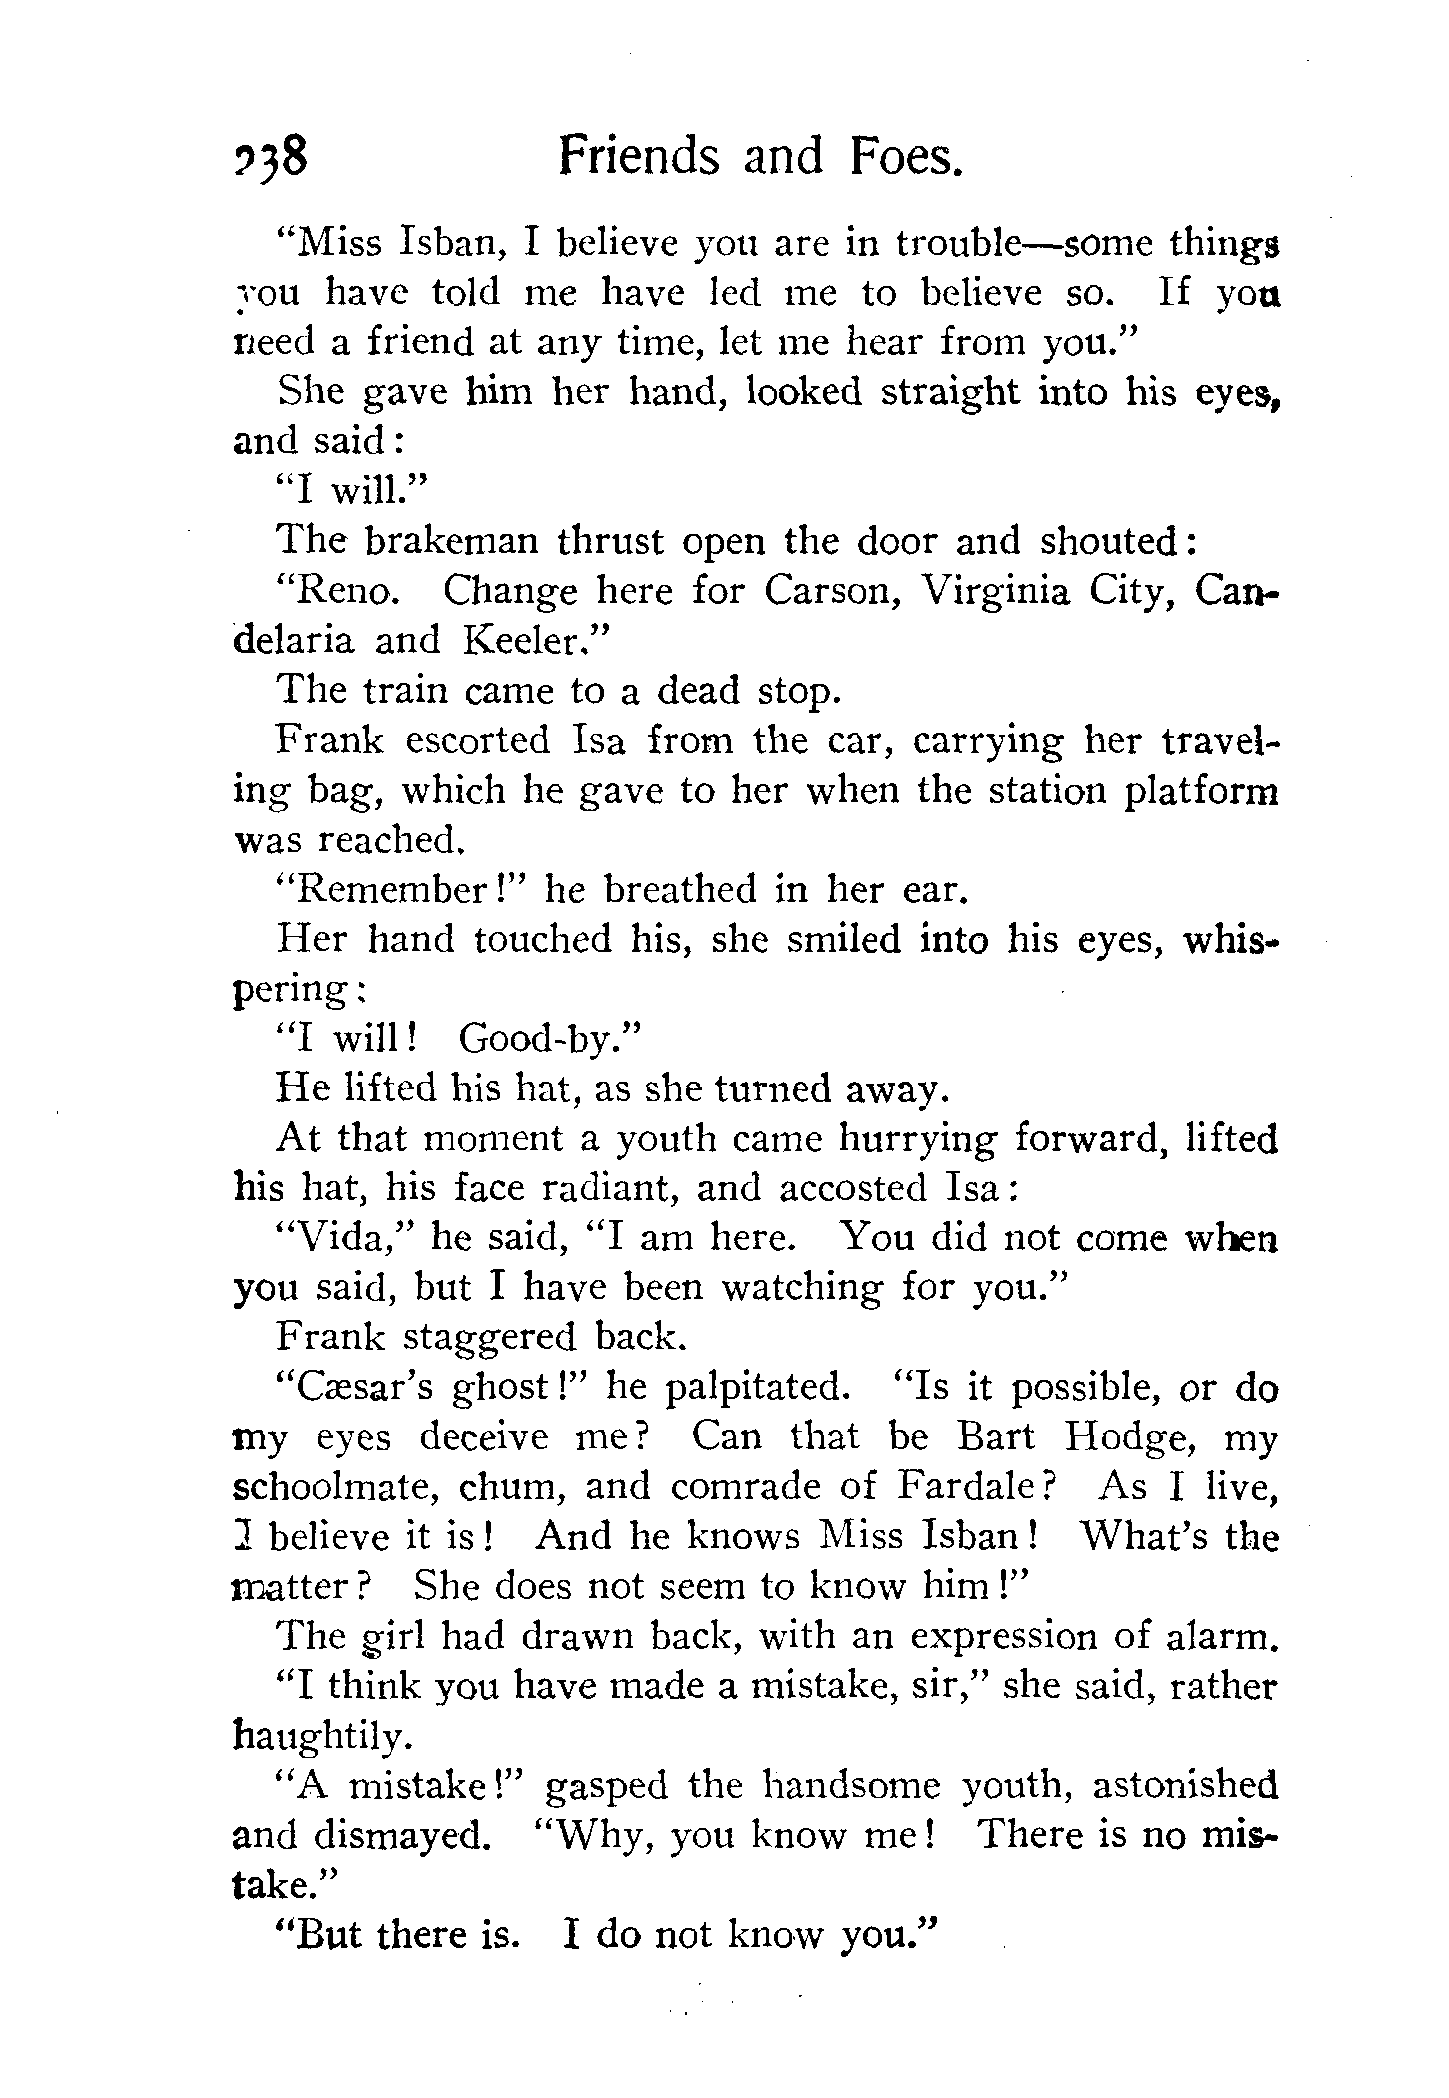 238 Friends and Foes.
“Miss Isban, I believe you are in trouble—some things
you have told me have led me to believe so. If you
need a friend at any time, let me hear from you.”
She gave him her hand, looked straight into his eyes,
and said:
“I will.”
The brakeman thrust open the door and shouted:
“Reno. Change here for Carson, Virginia City, Can-
delaria and Keeler.”
The train came to a dead stop.
Frank escorted Isa from the car, carrying her travel-
ing bag, which he gave to her when the station platform
was reached.
“Remember!” he breathed in her ear.
Her hand touched his, she smiled into his eyes, whis-
pering:
“I will! Good-by.”
He lifted his hat, as she turned away.
At that moment a youth came hurrying forward, lifted
his hat, his face radiant, and accosted Isa:
“Vida,” he said, “I am here. You did not come when
you said, but I have been watching for you.”
Frank staggered back.
“Cæsar’s ghost!” he palpitated. “Is it possible, or do
my eyes deceive me? Can that be Bart Hodge, my
schoolmate, chum, and comrade of Fardale? As I live,
I believe it is! And he knows Miss Isban! What’s the
matter? She does not seem to know him!”
The girl had drawn back, with an expression of alarm.
“I think you have made a mistake, sir,” she said, rather
haughtily.
“A mistake!” gasped the handsome youth, astonished
and dismayed. “Why, you know me! There is no mis-
take.”
“But there is. I do not know you.”